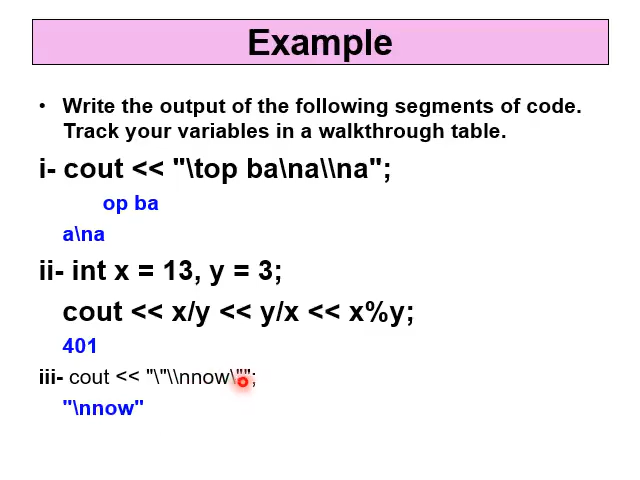 Example
• Write the output of the following segments of code.
Track your variables in a walkthrough table.
i- cout << "\top ba\na\\na";
op ba
a\na
ii- int x = 13, y = 3;
cout << x/y << y/x << x%y;
401
iii- cout << "\"\\nnow\"";
"\nnow"